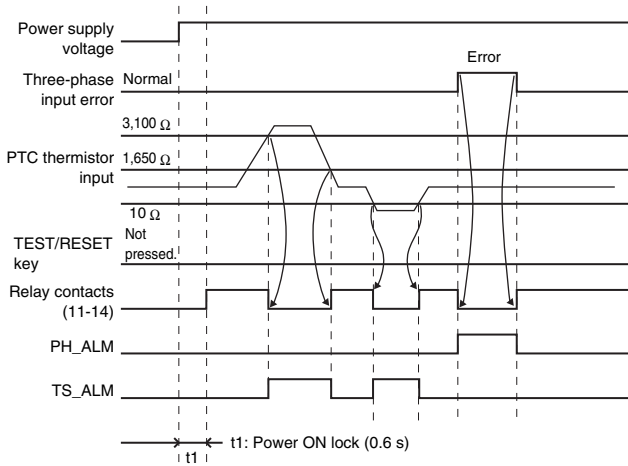 Power supply
voltage
Error
Three-phase
input error
Normal
3,100 Ω
PTC thermistor
input
1,650 Ω
10 Ω
TEST/RESET
key
Not
pressed.
Relay contacts
(11-14)
PH_ALM
TS_ALM
t1: Power ON lock (0.6 s)
t1